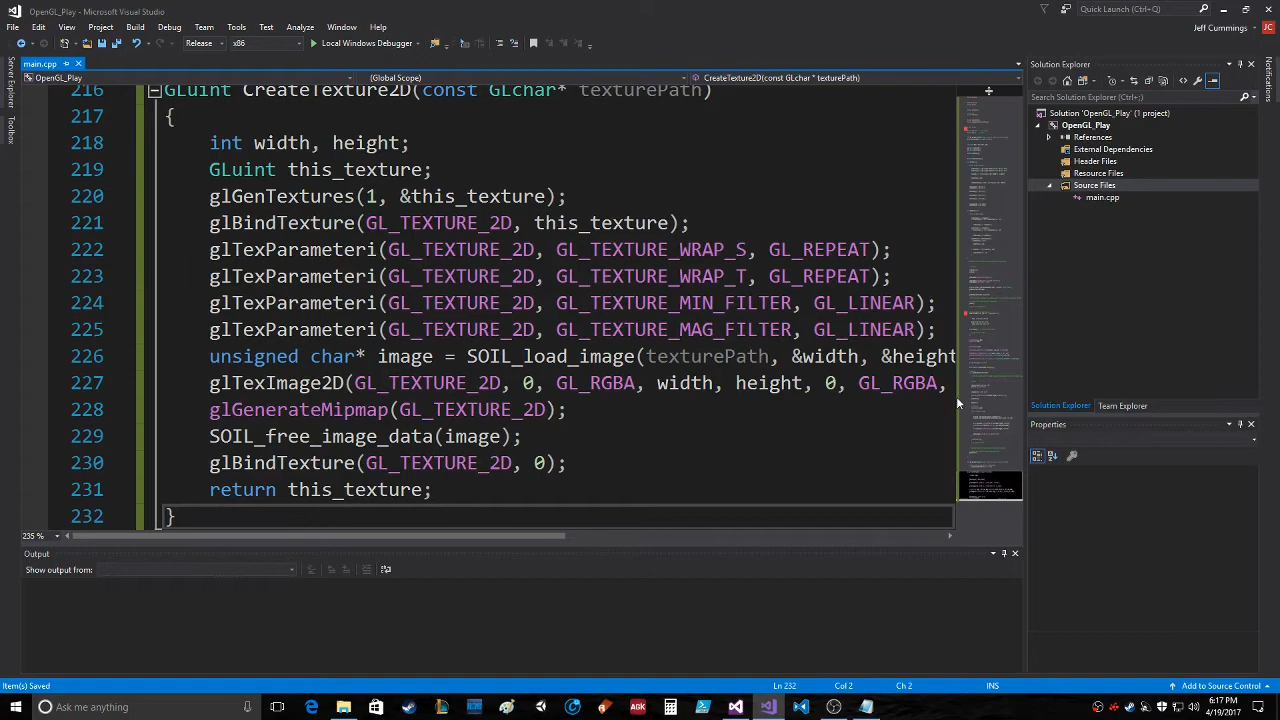 OpenGL_Play - Microsoft Visual Studio
Quick Launch (Ctrl+Q)
File Edit View Project Build Debug Team Tools Test Analyze Window Help
Jeff Cummings JC
Release x86 Local Windows Debugger
main.cpp
OpenGL_Play (Global Scope) CreateTexture2D(const GLchar * texturePath)
Server Explorer
Toolbox
216 GLuint CreateTexture2D(const GLchar* texturePath)
217 {
218 int width, height;
219 GLuint this_texture;
220 glGenTextures(1, &this_texture);
221 glBindTexture(GL_TEXTURE_2D, this_texture);
222 glTexParameteri(GL_TEXTURE_2D, GL_TEXTURE_WRAP_S, GL_REPEAT);
223 glTexParameteri(GL_TEXTURE_2D, GL_TEXTURE_WRAP_T, GL_REPEAT);
224 glTexParameteri(GL_TEXTURE_2D, GL_TEXTURE_MIN_FILTER, GL_LINEAR);
225 glTexParameteri(GL_TEXTURE_2D, GL_TEXTURE_MAX_FILTER, GL_LINEAR);
226 unsigned char* image = SOIL_load_image(texturePath, &width, &height
227 glTexImage2D(GL_TEXTURE_2D, 0, GL_RGBA, width, height, 0, GL_RGBA,
228 glGenerateMipmap(GL_TEXTURE_2D);
229 SOIL_free_image_data(image);
230 glBindTexture(GL_TEXTURE_2D, 0);
231 return this_texture;
232 }
235 %
Solution Explorer
Search Solution Explorer (Ctrl+;)
Solution 'OpenGL_Play' (1 project)
OpenGL_Play
References
External Dependencies
Header Files
Resource Files
Source Files
main.cpp
Solution Explorer Team Explorer
Properties
Notifications
Output
Show output from:
Item(s) Saved Ln 232 Col 2 Ch 2 INS Add to Source Control
Ask me anything
6:17 PM
4/19/2017